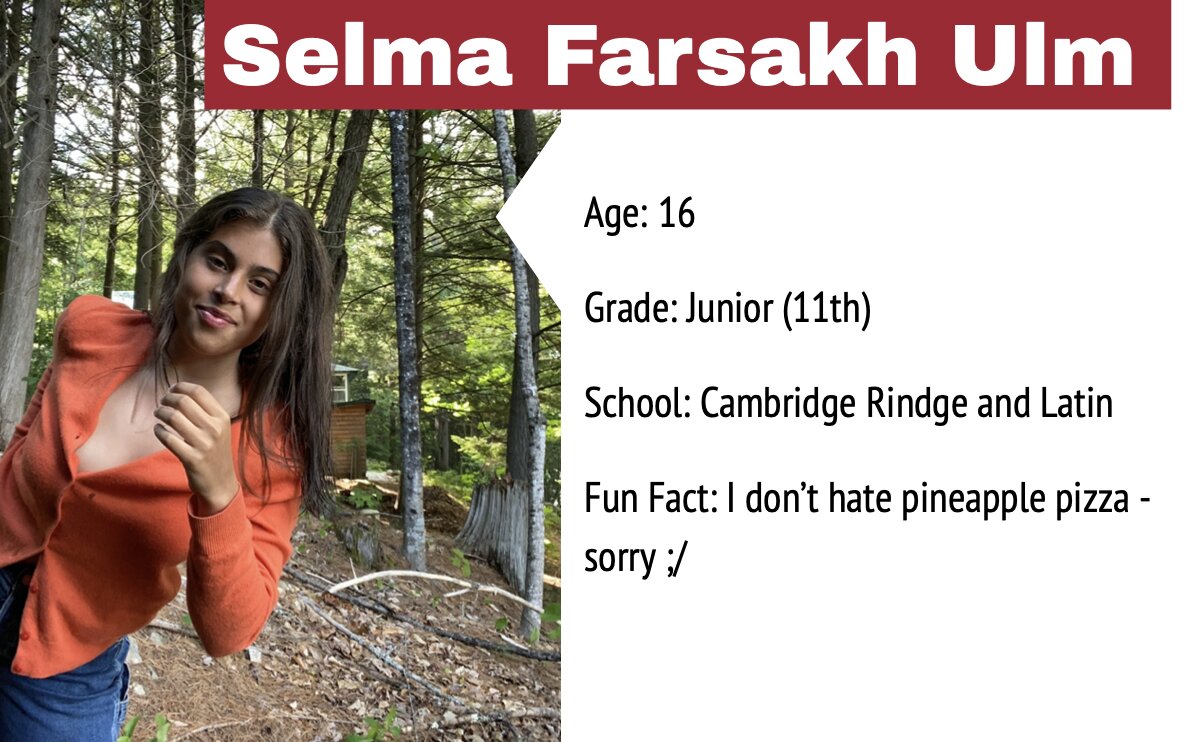 Selma Farsakh Ulm
Age: 16
Grade: Junior (11th)
School: Cambridge Rindge and Latin
Fun Fact: I don’t hate pineapple pizza -
sorry ;/